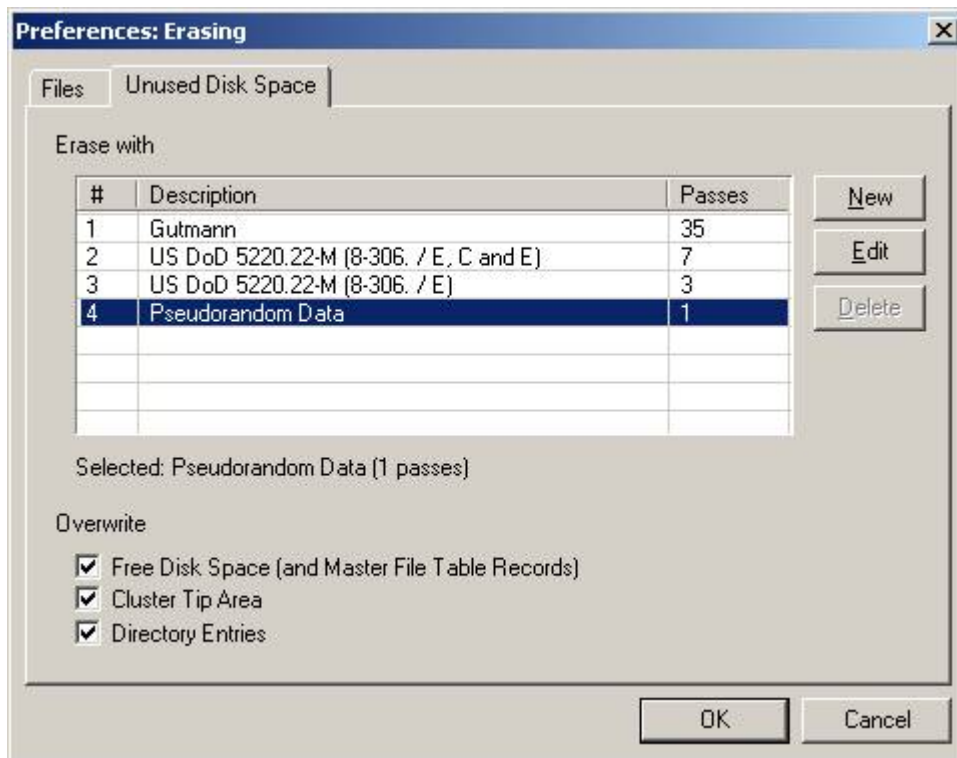 Preferences: Erasing
Files Unused Disk Space
Erase with
# Description Passes
1 Gutmann 35
2 US DoD 5220.22-M (8-306. / E, C and E) 7
3 US DoD 5220.22-M (8-306. / E) 3
4 Pseudorandom Data 1
New
Edit
Delete
Selected: Pseudorandom Data (1 passes)
Overwrite
Free Disk Space (and Master File Table Records)
Cluster Tip Area
Directory Entries
OK Cancel